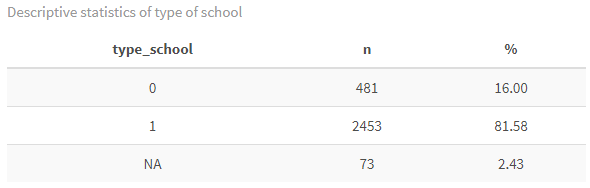 Descriptive statistics of type of school
type_school n %
0 481 16.00
1 2453 81.58
NA 73 2.43